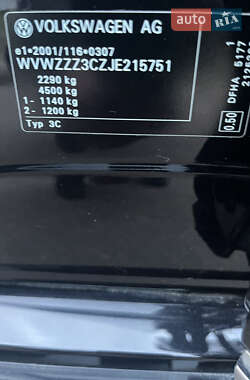 AUTO RIA
VOLKSWAGEN AG
e1*2001/116*0307
WVWZZZ3CZJE215751
2290 kg
4500 kg
1- 1140 kg
2- 1200 kg
Typ 3C
DFHA 5177
0.50